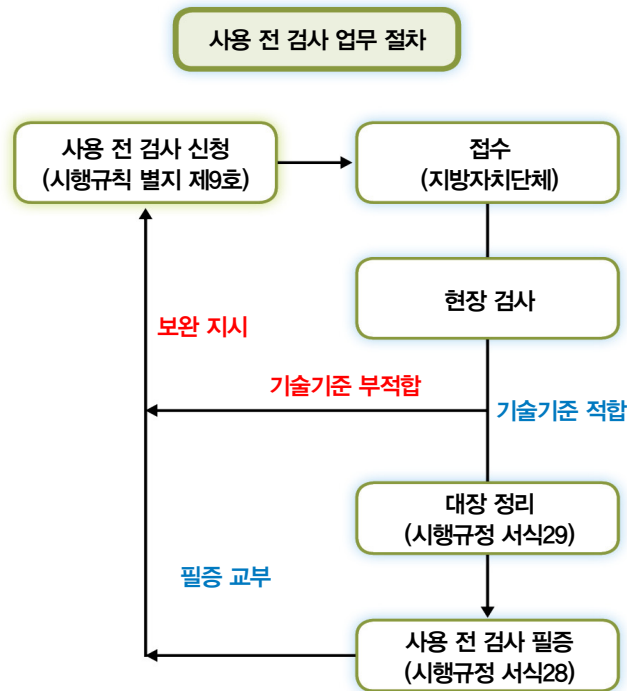 사용 전 검사 업무 절차
사용 전 검사 신청
(시행규칙 별지 제9호)
접수
(지방자치단체)
현장 검사
보완 지시
기술기준 부적합
기술기준 적합
대장 정리
(시행규정 서식29)
필증 교부
사용 전 검사 필증
(시행규정 서식28)